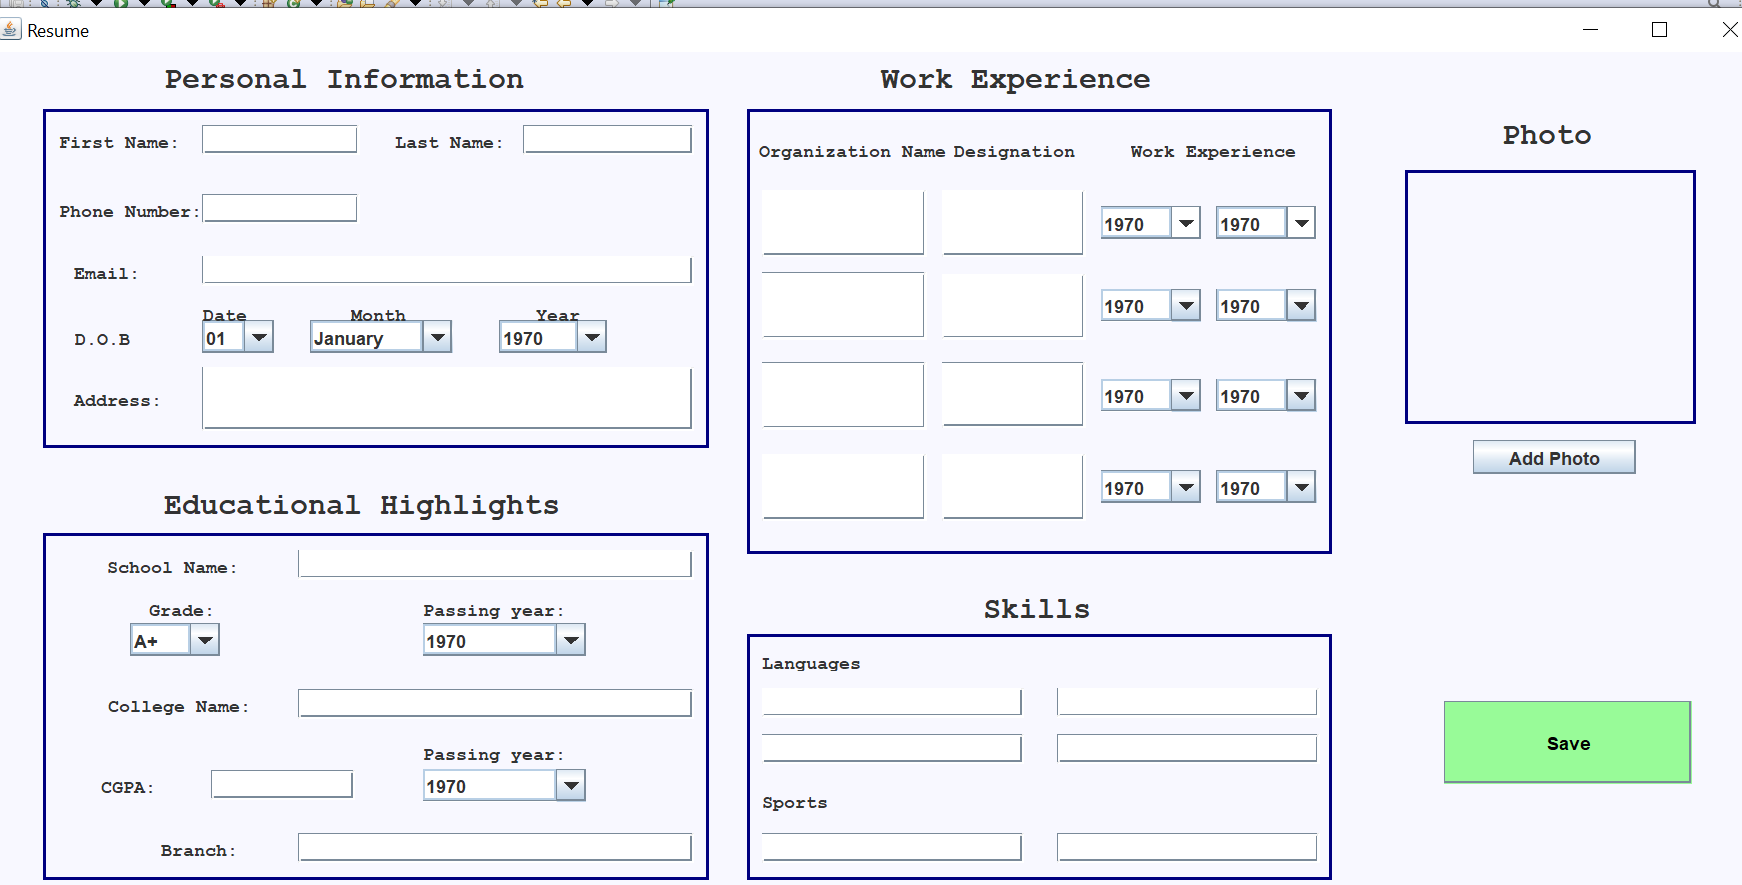 Resume
Personal Information
First Name:
Last Name:
Phone Number:
Email:
Date Month Year
D.O.B 01 January 1970
Address:
Educational Highlights
School Name:
Grade: Passing year:
A+ 1970
College Name:
Passing year:
CGPA: 1970
Branch:
Work Experience
Organization Name Designation Work Experience
1970 1970
1970 1970
1970 1970
1970 1970
Skills
Languages
Sports
Photo
Add Photo
Save